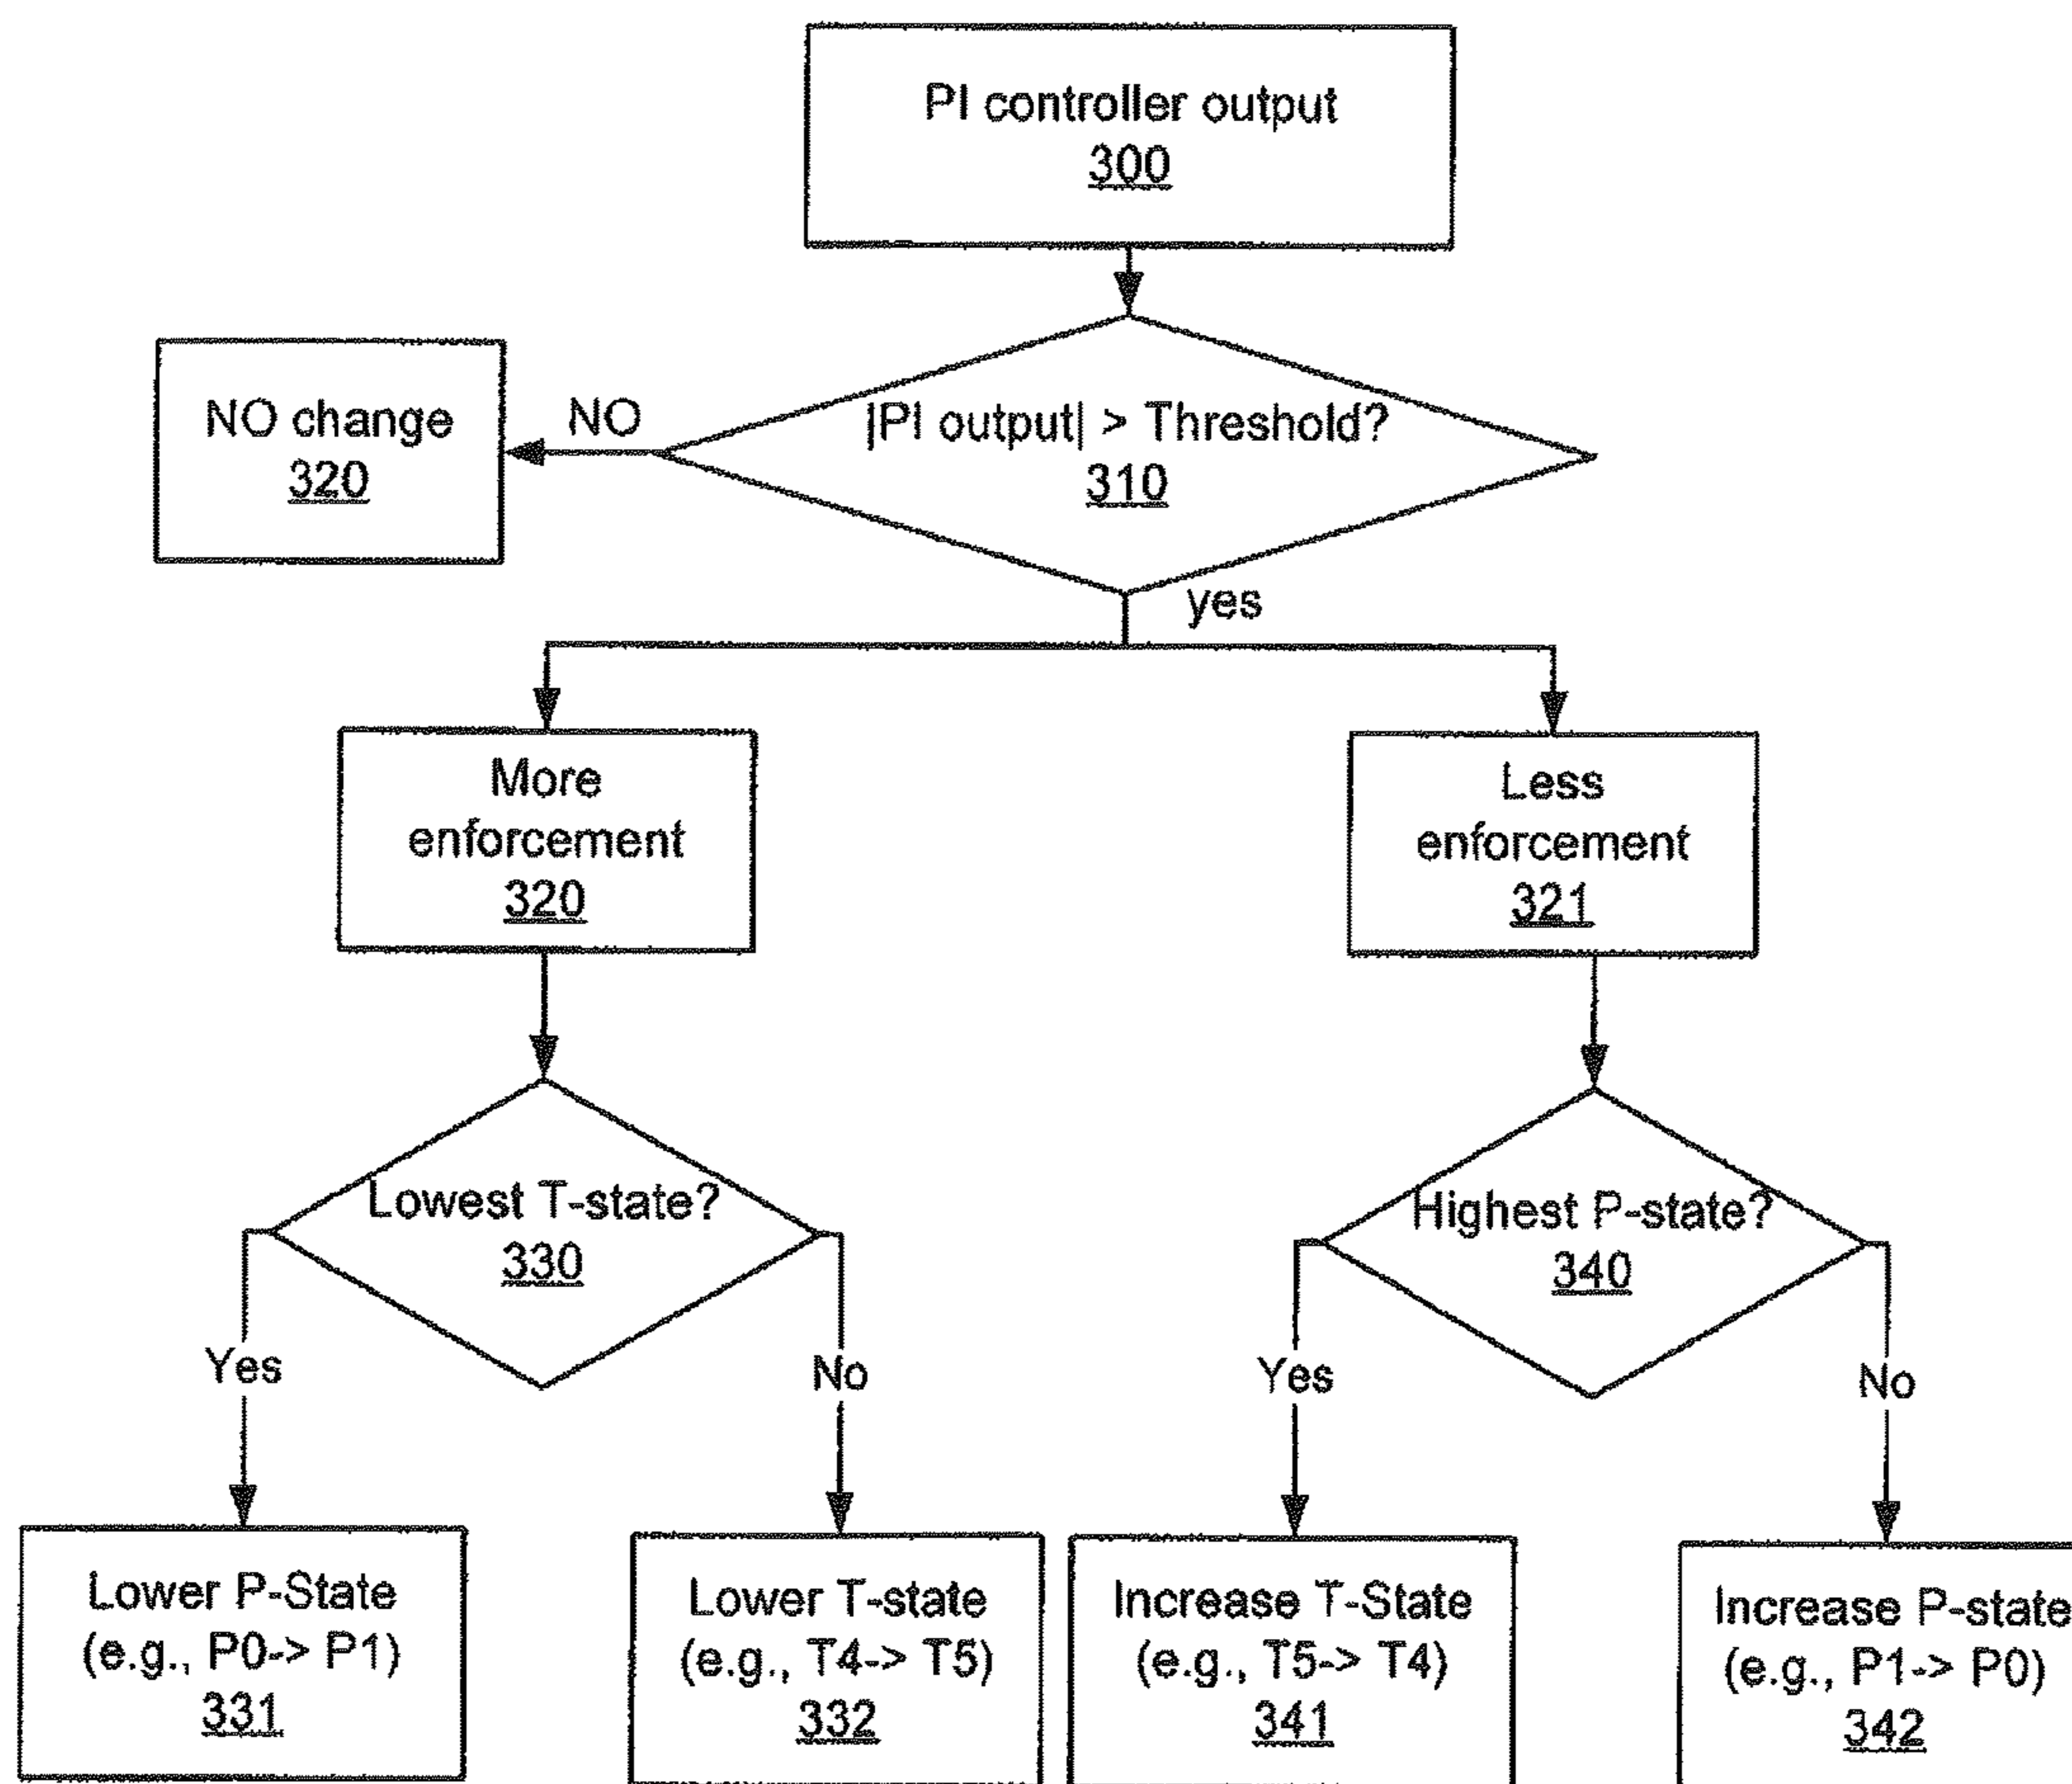 PI controller output
300
|PI output| > Threshold?
310
NO
NO change
320
yes
More
enforcement
320
Less
enforcement
321
Lowest T-state?
330
Highest P-state?
340
Yes
No
Yes
No
Lower P-State
(e.g., P0-> P1)
331
Lower T-state
(e.g., T4-> T5)
332
Increase T-State
(e.g., T5-> T4)
341
Increase P-state
(e.g., P1-> P0)
342